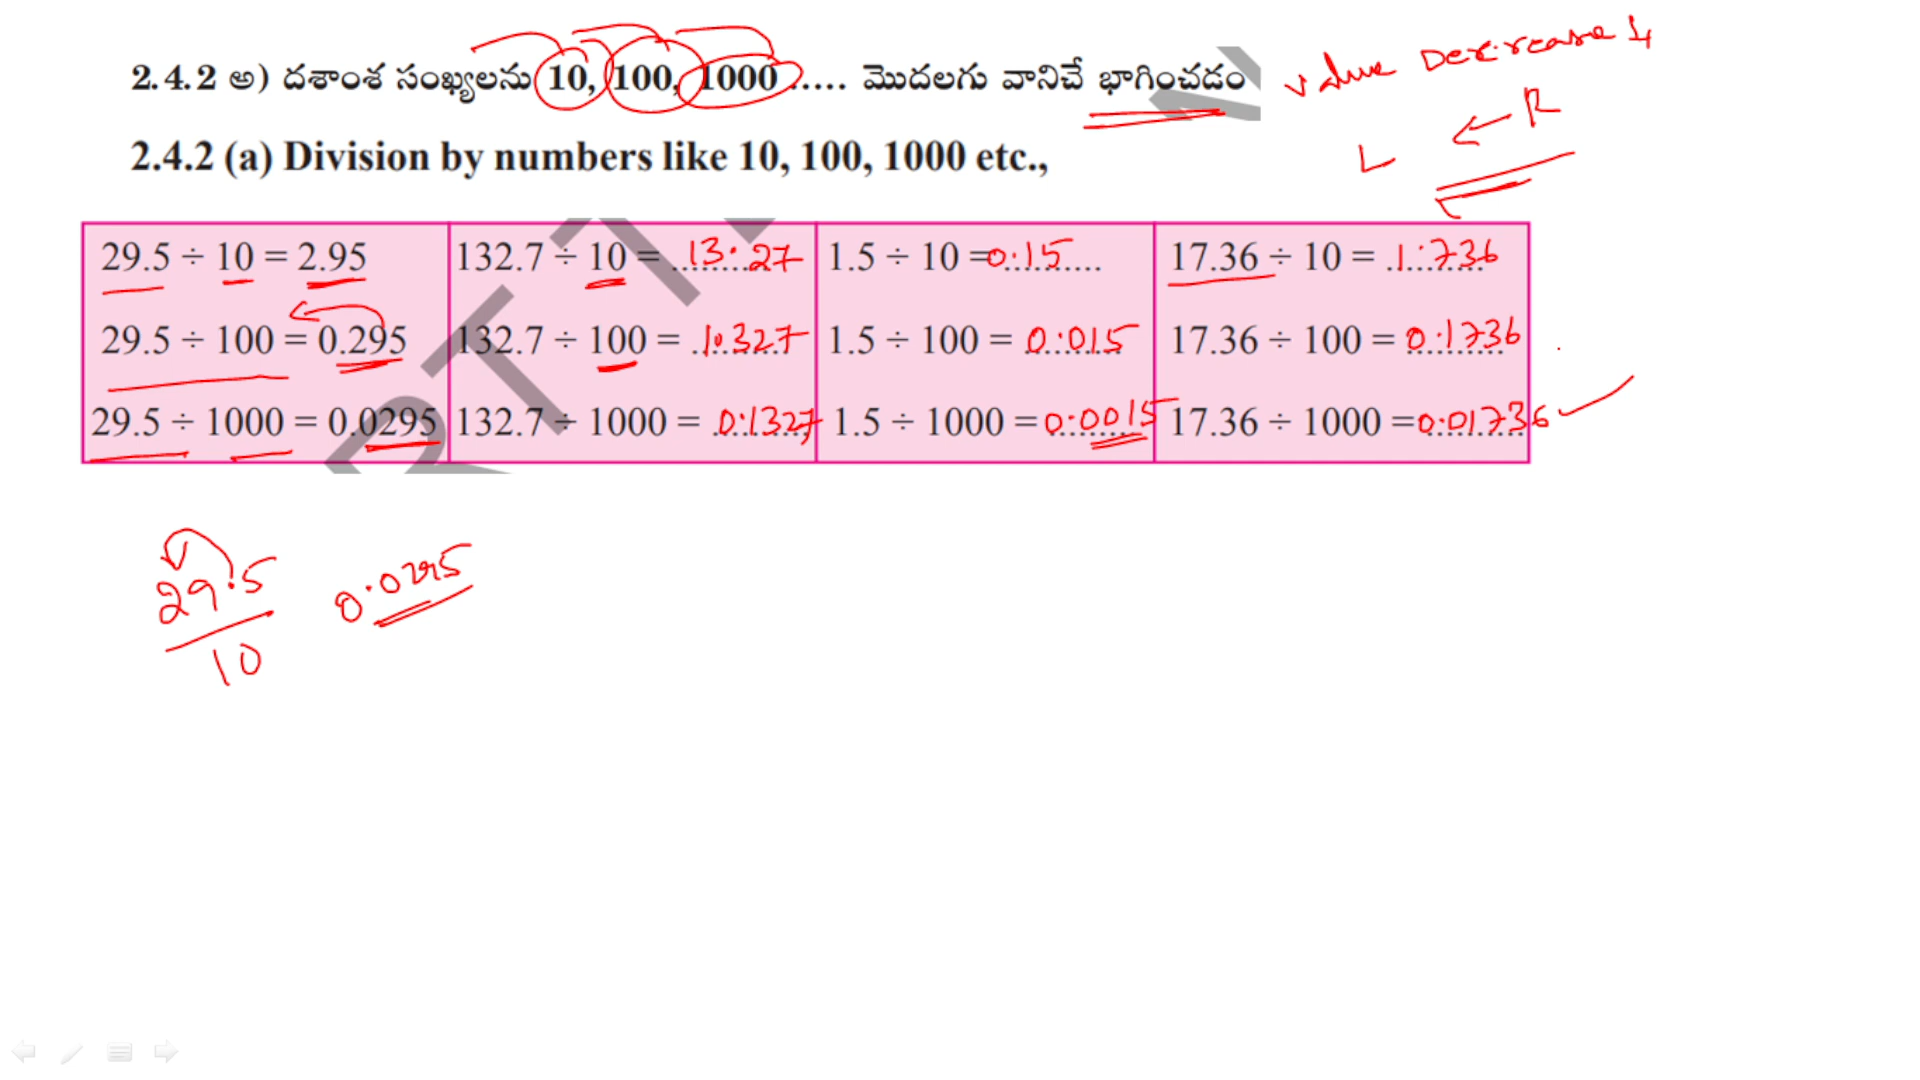 2.4.2 అ) దశాంశ సంఖ్యలను 10, 100, 1000 ..... మొదలగు వానిచే భాగించడం
value Decrease ↓
L ← R
2.4.2 (a) Division by numbers like 10, 100, 1000 etc.,
29.5 ÷ 10 = 2.95 132.7 ÷ 10 = 13.27 1.5 ÷ 10 = 0.15 17.36 ÷ 10 = 1.736
29.5 ÷ 100 = 0.295 132.7 ÷ 100 = 1.327 1.5 ÷ 100 = 0.015 17.36 ÷ 100 = 0.1736
29.5 ÷ 1000 = 0.0295 132.7 ÷ 1000 = 0.1327 1.5 ÷ 1000 = 0.0015 17.36 ÷ 1000 = 0.01736
29.5 0.0295
10